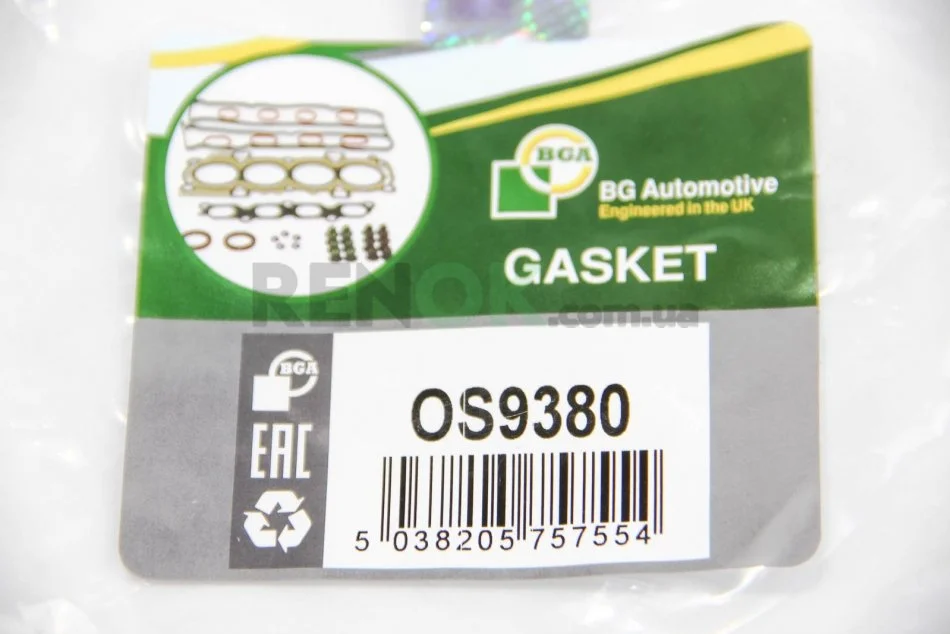 BGA
BG Automotive
Engineered in the UK
GASKET
RENOK.com.ua
BGA
OS9380
EAC
5 038205 757554